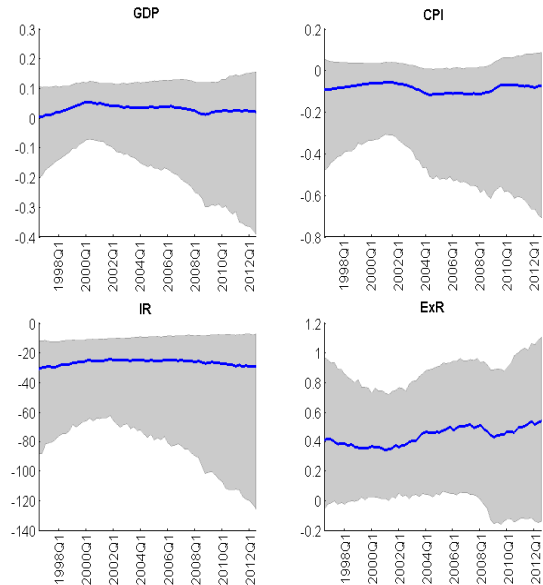 GDP
0.3
0.2
0.1
0
-0.1
-0.2
-0.3
-0.4
1998Q1
2000Q1
2002Q1
2004Q1
2006Q1
2008Q1
2010Q1
2012Q1
CPI
0.2
0
-0.2
-0.4
-0.6
-0.8
1998Q1
2000Q1
2002Q1
2004Q1
2006Q1
2008Q1
2010Q1
2012Q1
IR
0
-20
-40
-60
-80
-100
-120
-140
1998Q1
2000Q1
2002Q1
2004Q1
2006Q1
2008Q1
2010Q1
2012Q1
ExR
1.2
1
0.8
0.6
0.4
0.2
0
-0.2
1998Q1
2000Q1
2002Q1
2004Q1
2006Q1
2008Q1
2010Q1
2012Q1